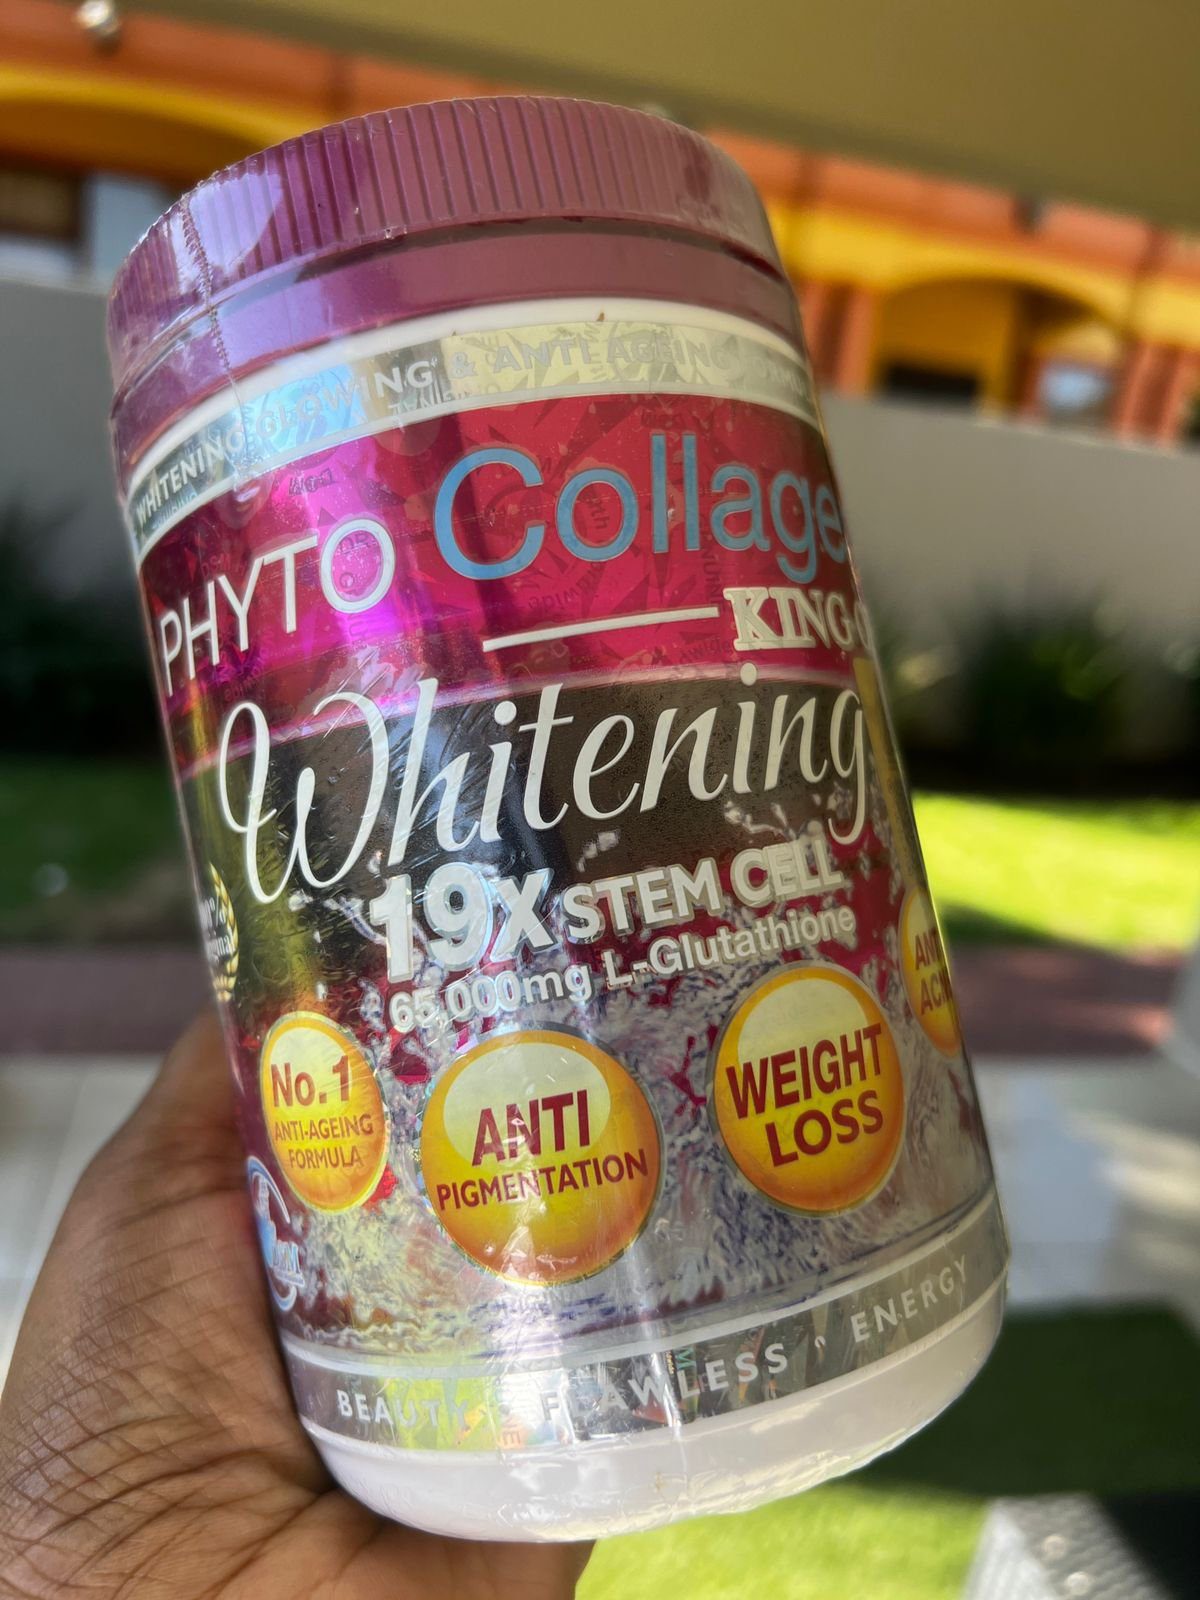 WHITENING GLOWING & ANTI AGEING
PHYTO Collage
KING
Whitening
19X STEM CELL
65,000mg L-Glutathione
No.1
ANTI-AGEING
FORMULA
ANTI
PIGMENTATION
WEIGHT
LOSS
BEAUTY • FLAWLESS • ENERGY